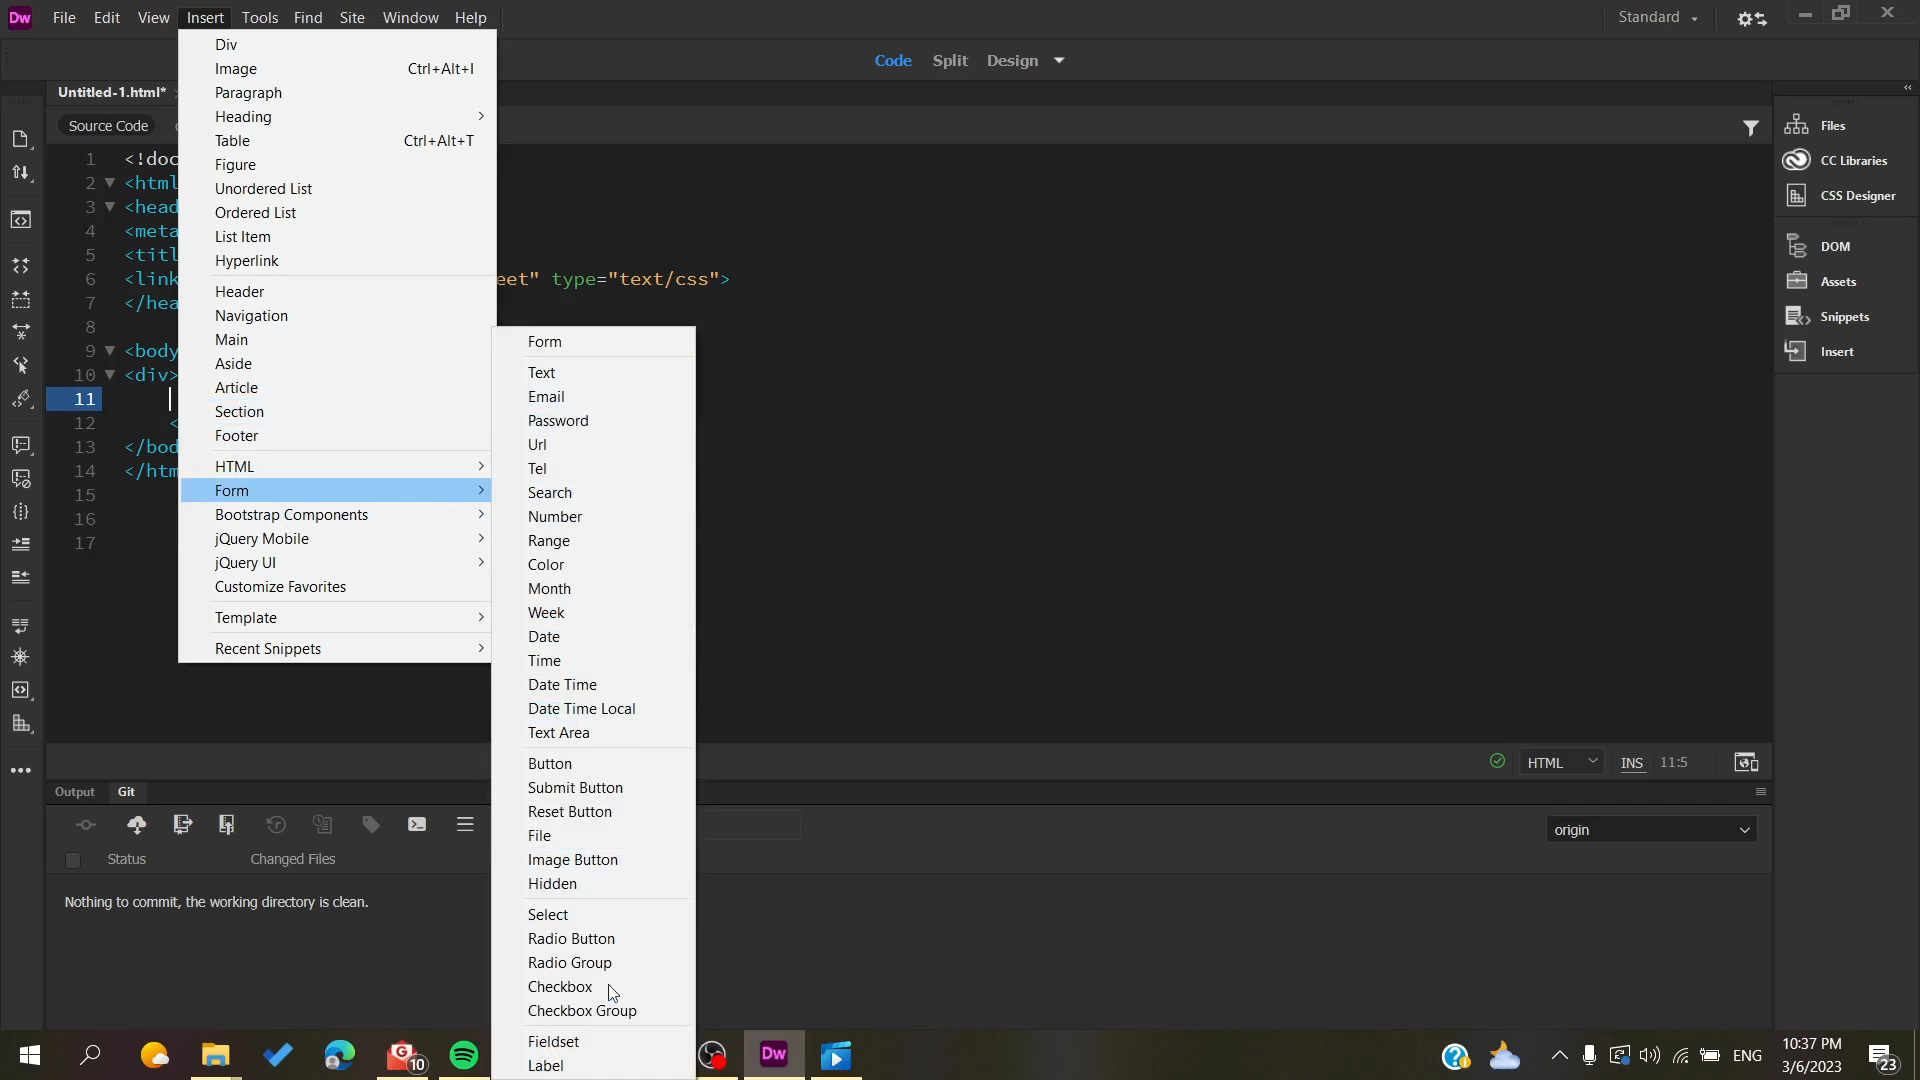 Dw File Edit View Insert Tools Find Site Window Help Standard
Code Split Design
Untitled-1.html*
Source Code
1 <!doc
2 <html
3 <head
4 <meta
5 <titl
6 <link eet" type="text/css">
7 </hea
8
9 <body
10 <div>
11
12 <
13 </bod
14 </htm
15
16
17
Div
Image Ctrl+Alt+I
Paragraph
Heading
Table Ctrl+Alt+T
Figure
Unordered List
Ordered List
List Item
Hyperlink
Header
Navigation
Main
Aside
Article
Section
Footer
HTML
Form
Bootstrap Components
jQuery Mobile
jQuery UI
Customize Favorites
Template
Recent Snippets
Form
Text
Email
Password
Url
Tel
Search
Number
Range
Color
Month
Week
Date
Time
Date Time
Date Time Local
Text Area
Button
Submit Button
Reset Button
File
Image Button
Hidden
Select
Radio Button
Radio Group
Checkbox
Checkbox Group
Fieldset
Label
Files
CC Libraries
CSS Designer
DOM
Assets
Snippets
Insert
HTML INS 11:5
Output Git
origin
Status Changed Files
Nothing to commit, the working directory is clean.
G 10
Dw
ENG
10:37 PM
3/6/2023
23